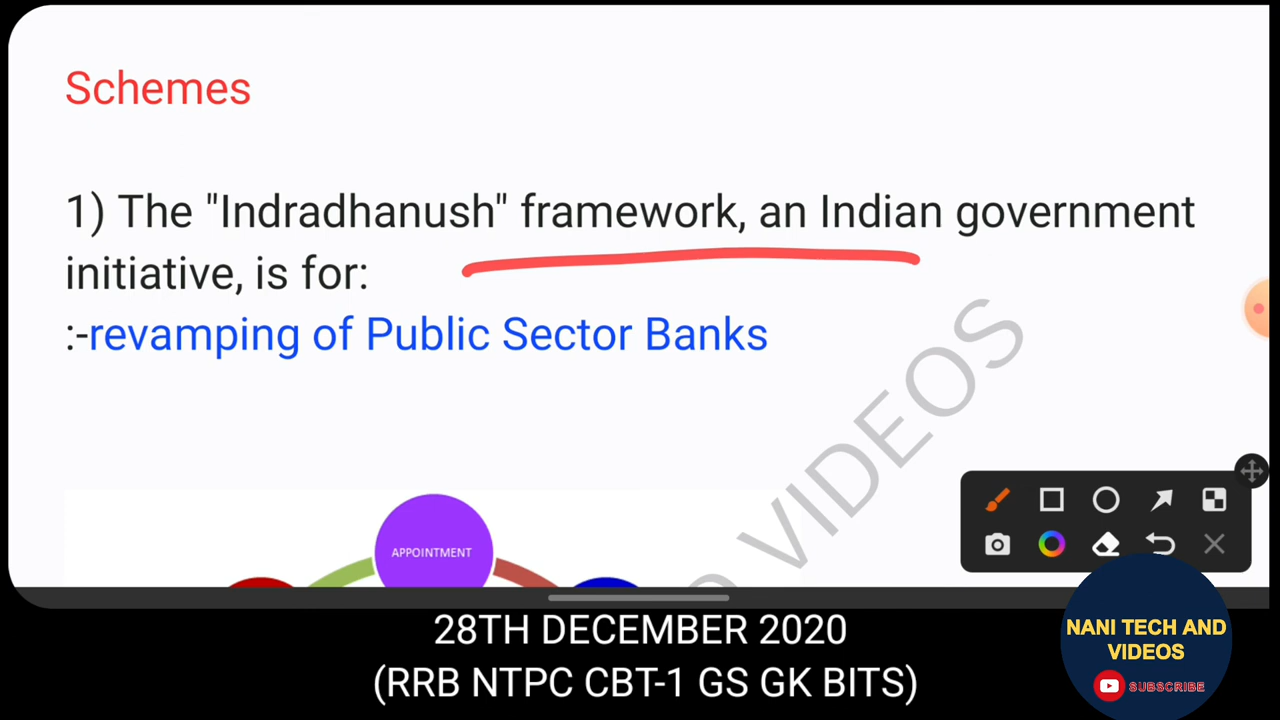 Schemes
1) The "Indradhanush" framework, an Indian government
initiative, is for:
:-revamping of Public Sector Banks
VIDEOS
APPOINTMENT
28TH DECEMBER 2020
(RRB NTPC CBT-1 GS GK BITS)
NANI TECH AND
VIDEOS
SUBSCRIBE